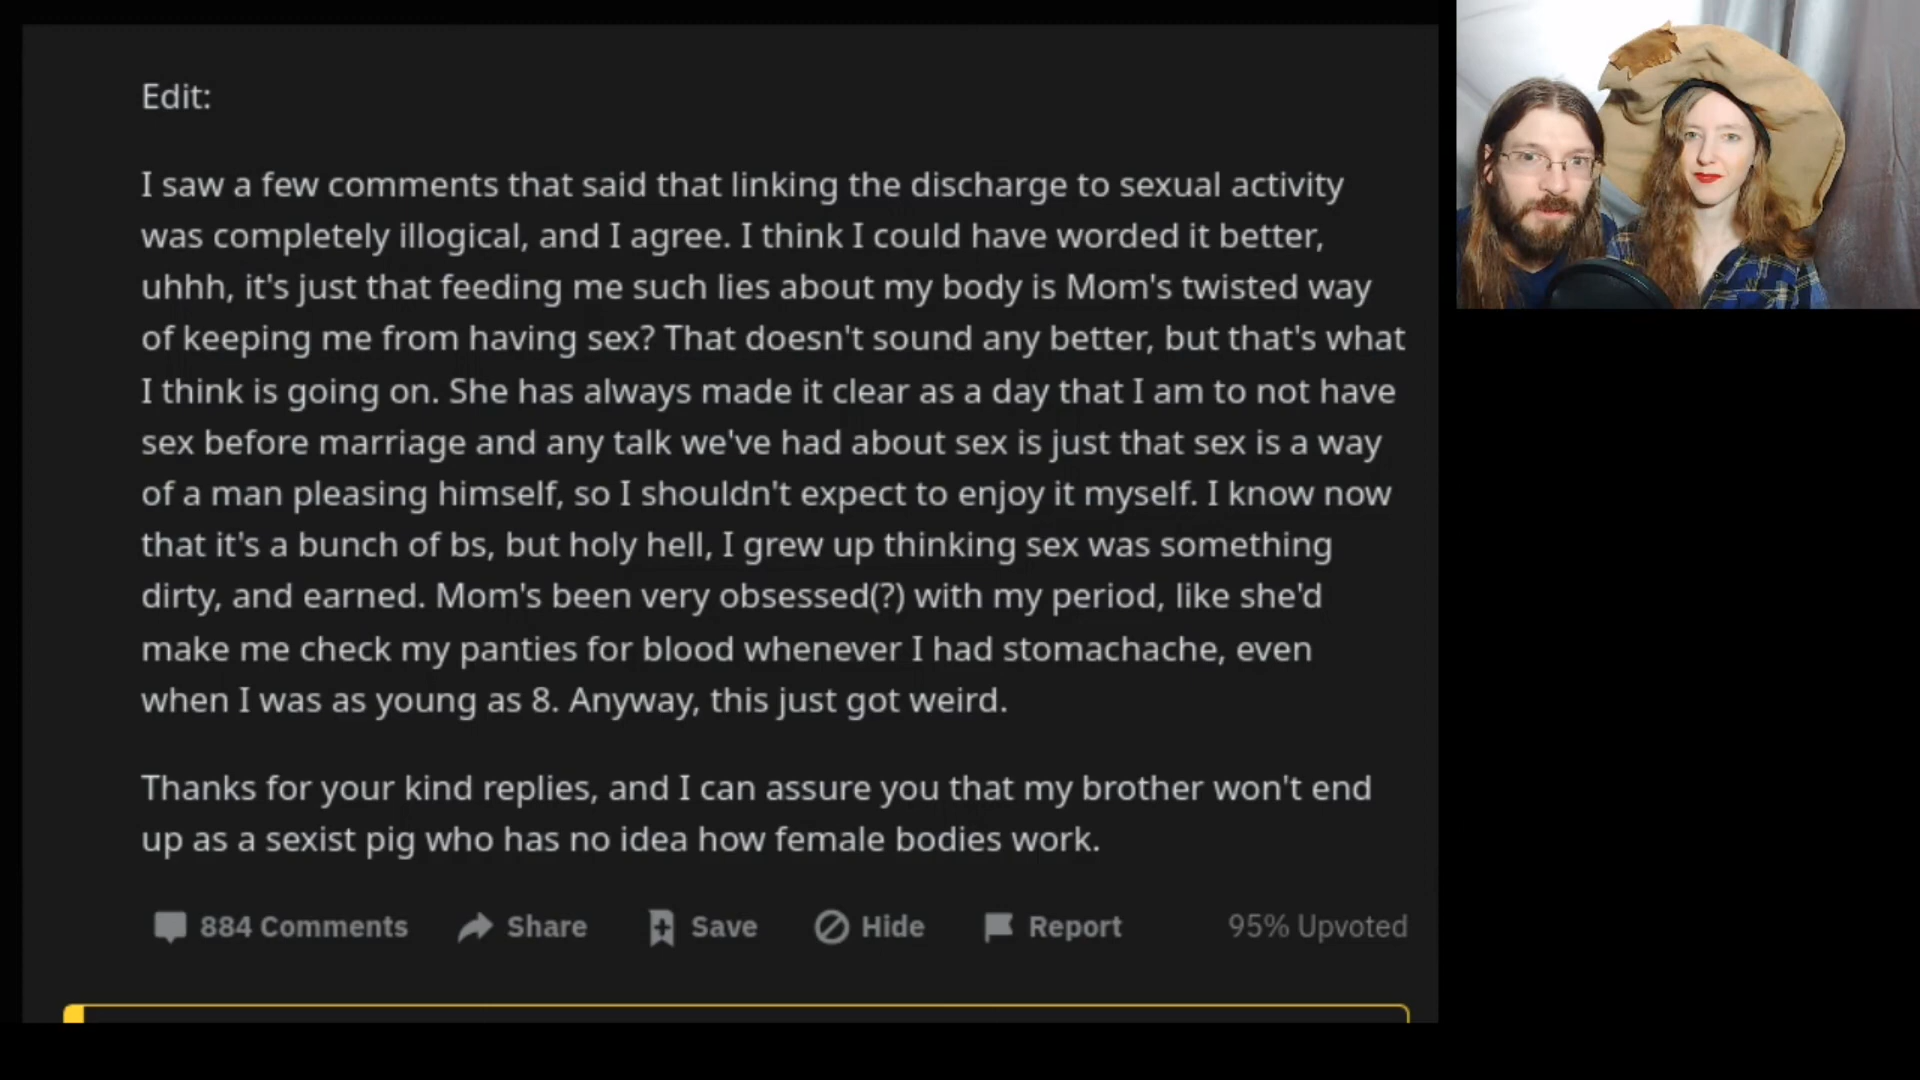 Edit:
I saw a few comments that said that linking the discharge to sexual activity
was completely illogical, and I agree. I think I could have worded it better,
uhhh, it's just that feeding me such lies about my body is Mom's twisted way
of keeping me from having sex? That doesn't sound any better, but that's what
I think is going on. She has always made it clear as a day that I am to not have
sex before marriage and any talk we've had about sex is just that sex is a way
of a man pleasing himself, so I shouldn't expect to enjoy it myself. I know now
that it's a bunch of bs, but holy hell, I grew up thinking sex was something
dirty, and earned. Mom's been very obsessed(?) with my period, like she'd
make me check my panties for blood whenever I had stomachache, even
when I was as young as 8. Anyway, this just got weird.
Thanks for your kind replies, and I can assure you that my brother won't end
up as a sexist pig who has no idea how female bodies work.
884 Comments Share Save Hide Report 95% Upvoted